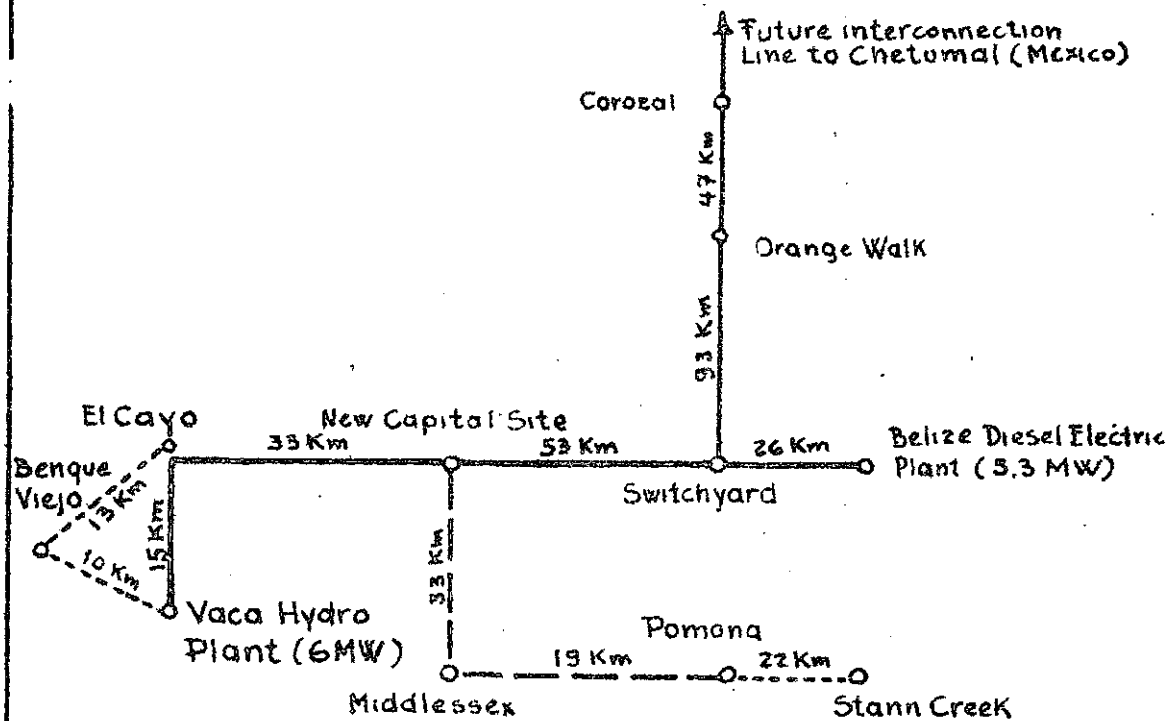 Future interconnection
Line to Chetumal (Mexico)
Corozal
47 Km
Orange Walk
93 Km
El Cayo
New Capital Site
33 Km
53 Km
26 Km
Belize Diesel Electric
Plant (5.3 MW)
Switchyard
Benque
Viejo
13 Km
15 Km
10 Km
33 Km
Vaca Hydro
Plant (6MW)
Pomona
19 Km
22 Km
Middlessex
Stann Creek